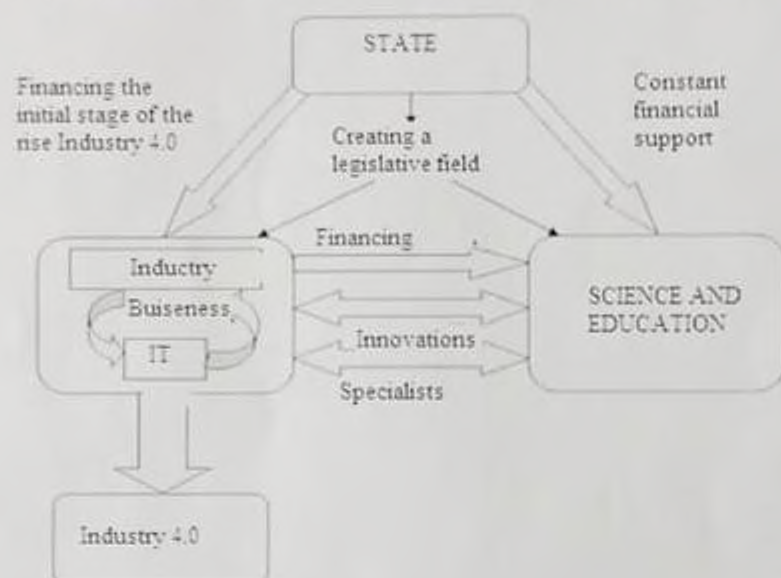 STATE
Financing the
initial stage of the
rise Industry 4.0
Constant
financial
support
Creating a
legislative field
Financing
Inductry
Buiseness
IT
SCIENCE AND
EDUCATION
Innovations
Specialists
Industry 4.0